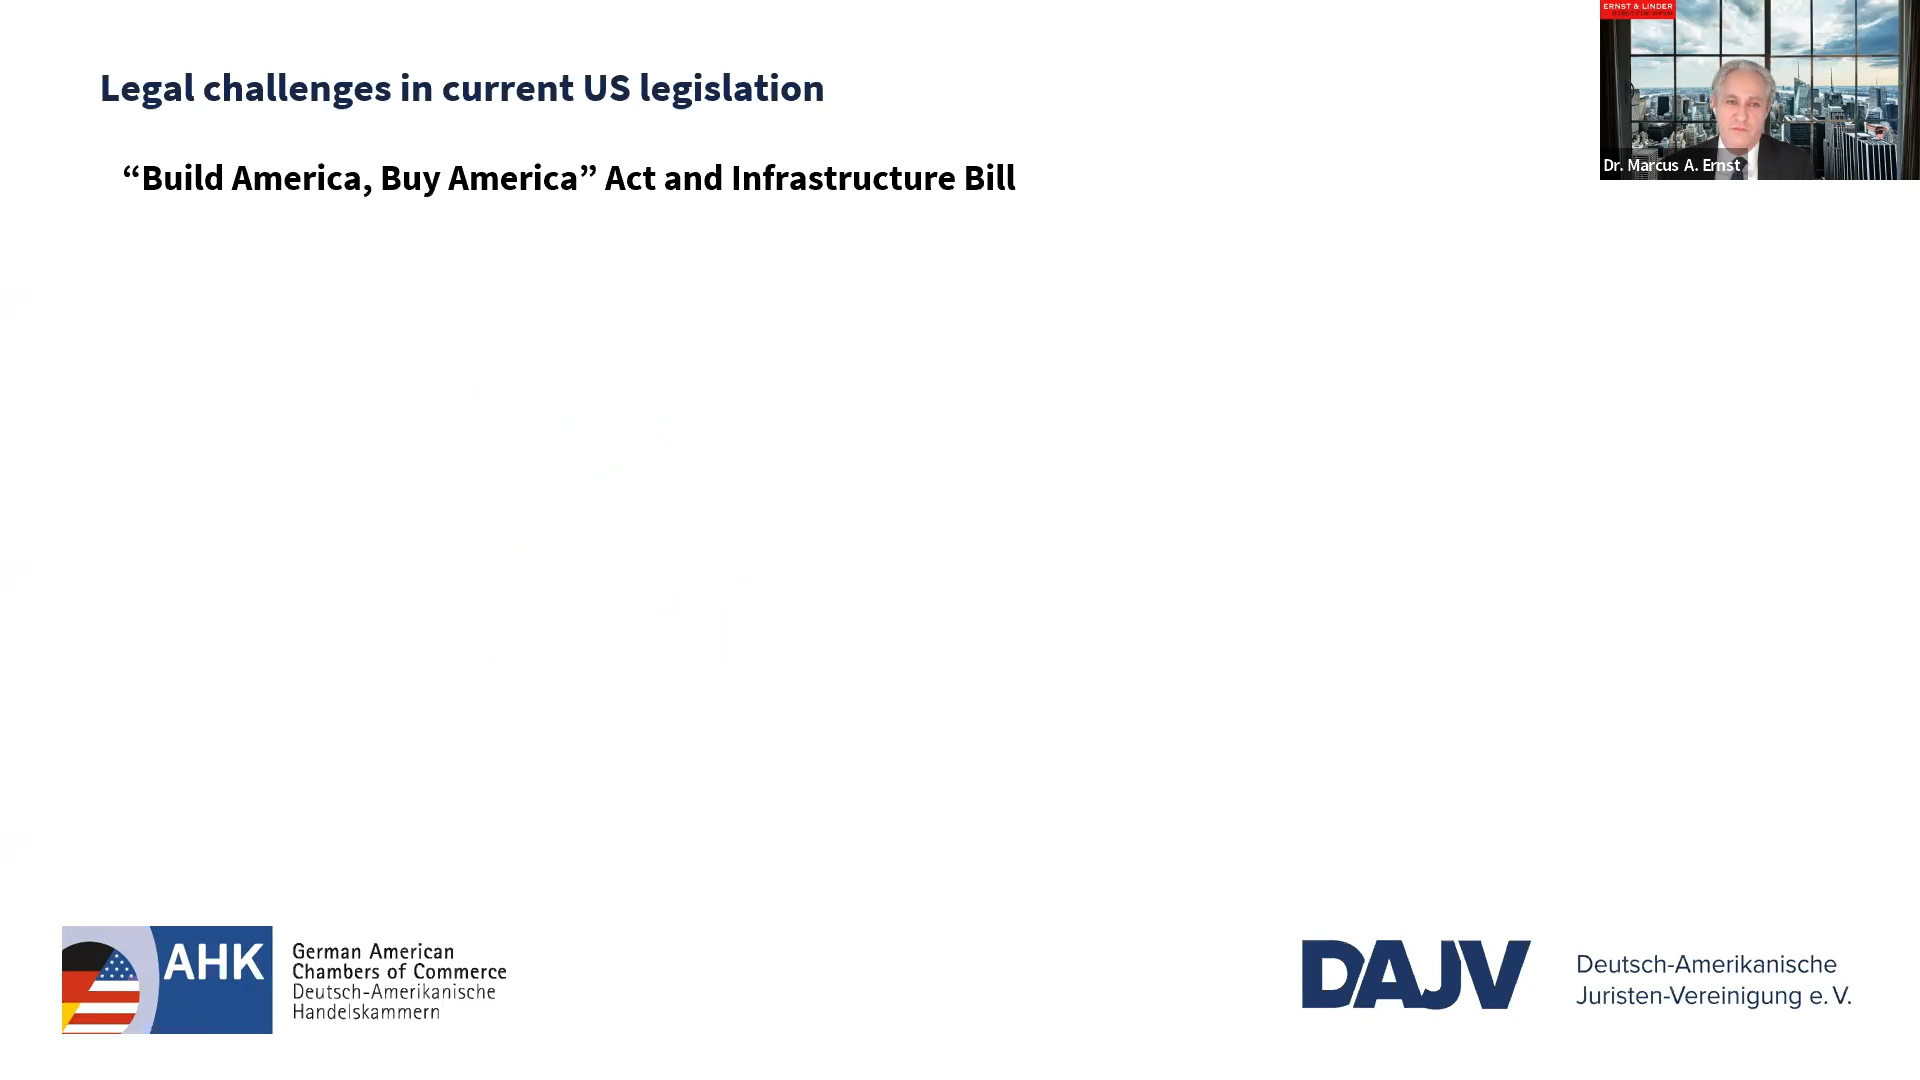 Legal challenges in current US legislation
“Build America, Buy America” Act and Infrastructure Bill
ERNST & LINDER
Dr. Marcus A. Ernst
AHK
German American
Chambers of Commerce
Deutsch-Amerikanische
Handelskammern
DAJV
Deutsch-Amerikanische
Juristen-Vereinigung e. V.